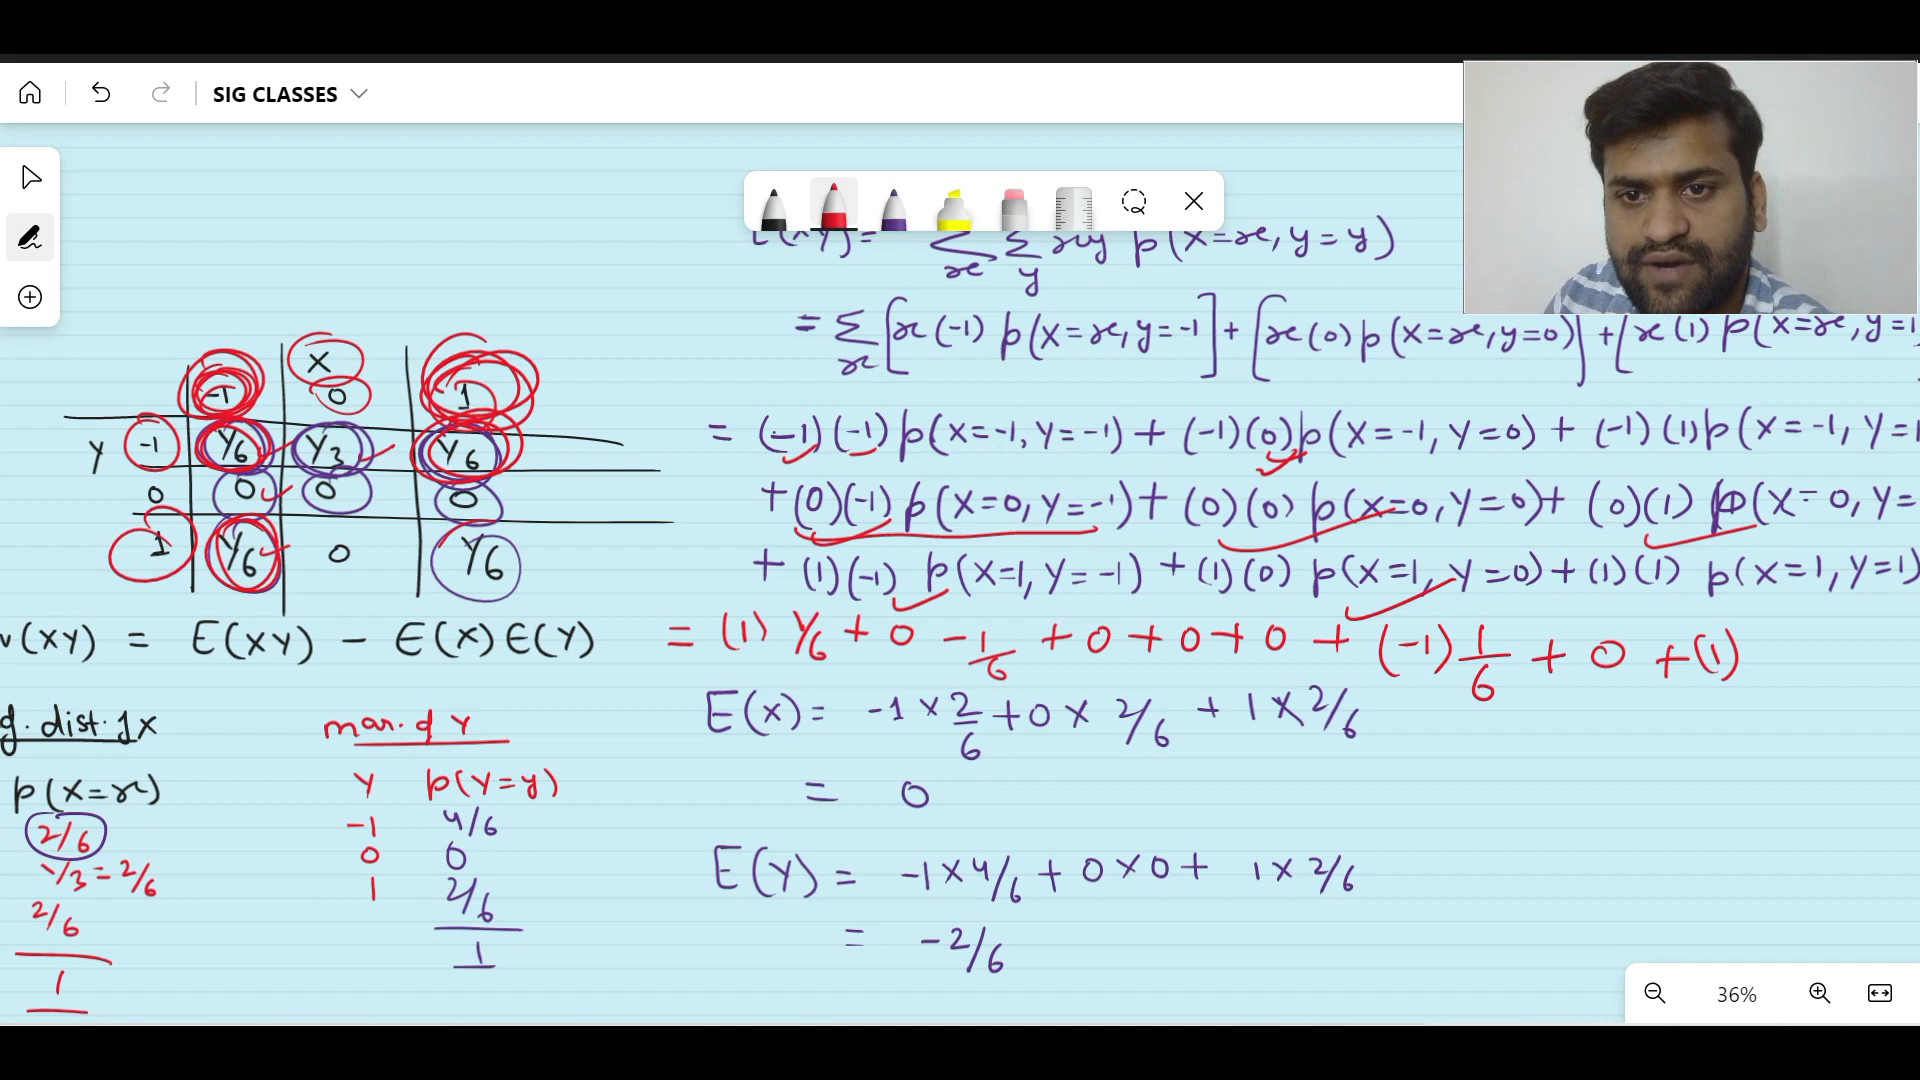 SIG CLASSES
E(XY) = Σx Σy xy p(X=x, y=y)
= Σx [x(-1) p(X=x, y=-1] + [x(0) p(X=x, y=0)] + [x(1) p(X=x, y=1
= (-1)(-1) p(X=-1, Y=-1) + (-1)(0) p(X=-1, Y=0) + (-1)(1) p(X=-1, Y=1
+ (0)(-1) p(X=0, Y=-1) + (0)(0) p(X=0, Y=0) + (0)(1) p(X=0, Y=
+ (1)(-1) p(X=1, Y=-1) + (1)(0) p(X=1, Y=0) + (1)(1) p(X=1, Y=1)
= (1) 1/6 + 0 - 1/6 + 0 + 0 + 0 + (-1) 1/6 + 0 + (1)
E(X) = -1 × 2/6 + 0 × 2/6 + 1 × 2/6
= 0
E(Y) = -1 × 4/6 + 0 × 0 + 1 × 2/6
= -2/6
X
-1 0 1
Y -1 1/6 1/3 1/6
0 0 0 0
1 1/6 0 1/6
v(XY) = E(XY) - E(X)E(Y)
g. dist. of X
p(X=x)
2/6
1/3 = 2/6
2/6
1
mar. of Y
Y p(Y=y)
-1 4/6
0 0
1 2/6
1
36%